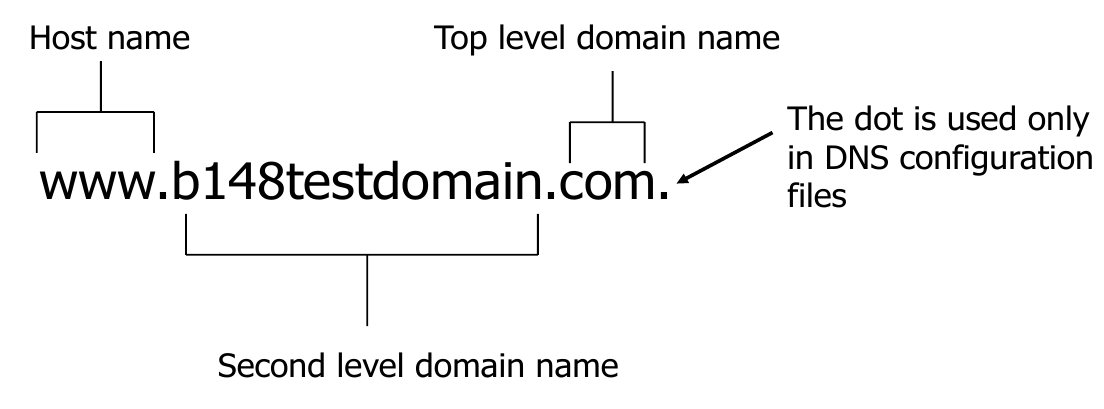 Host name
Top level domain name
The dot is used only
in DNS configuration
files
www.b148testdomain.com.
Second level domain name